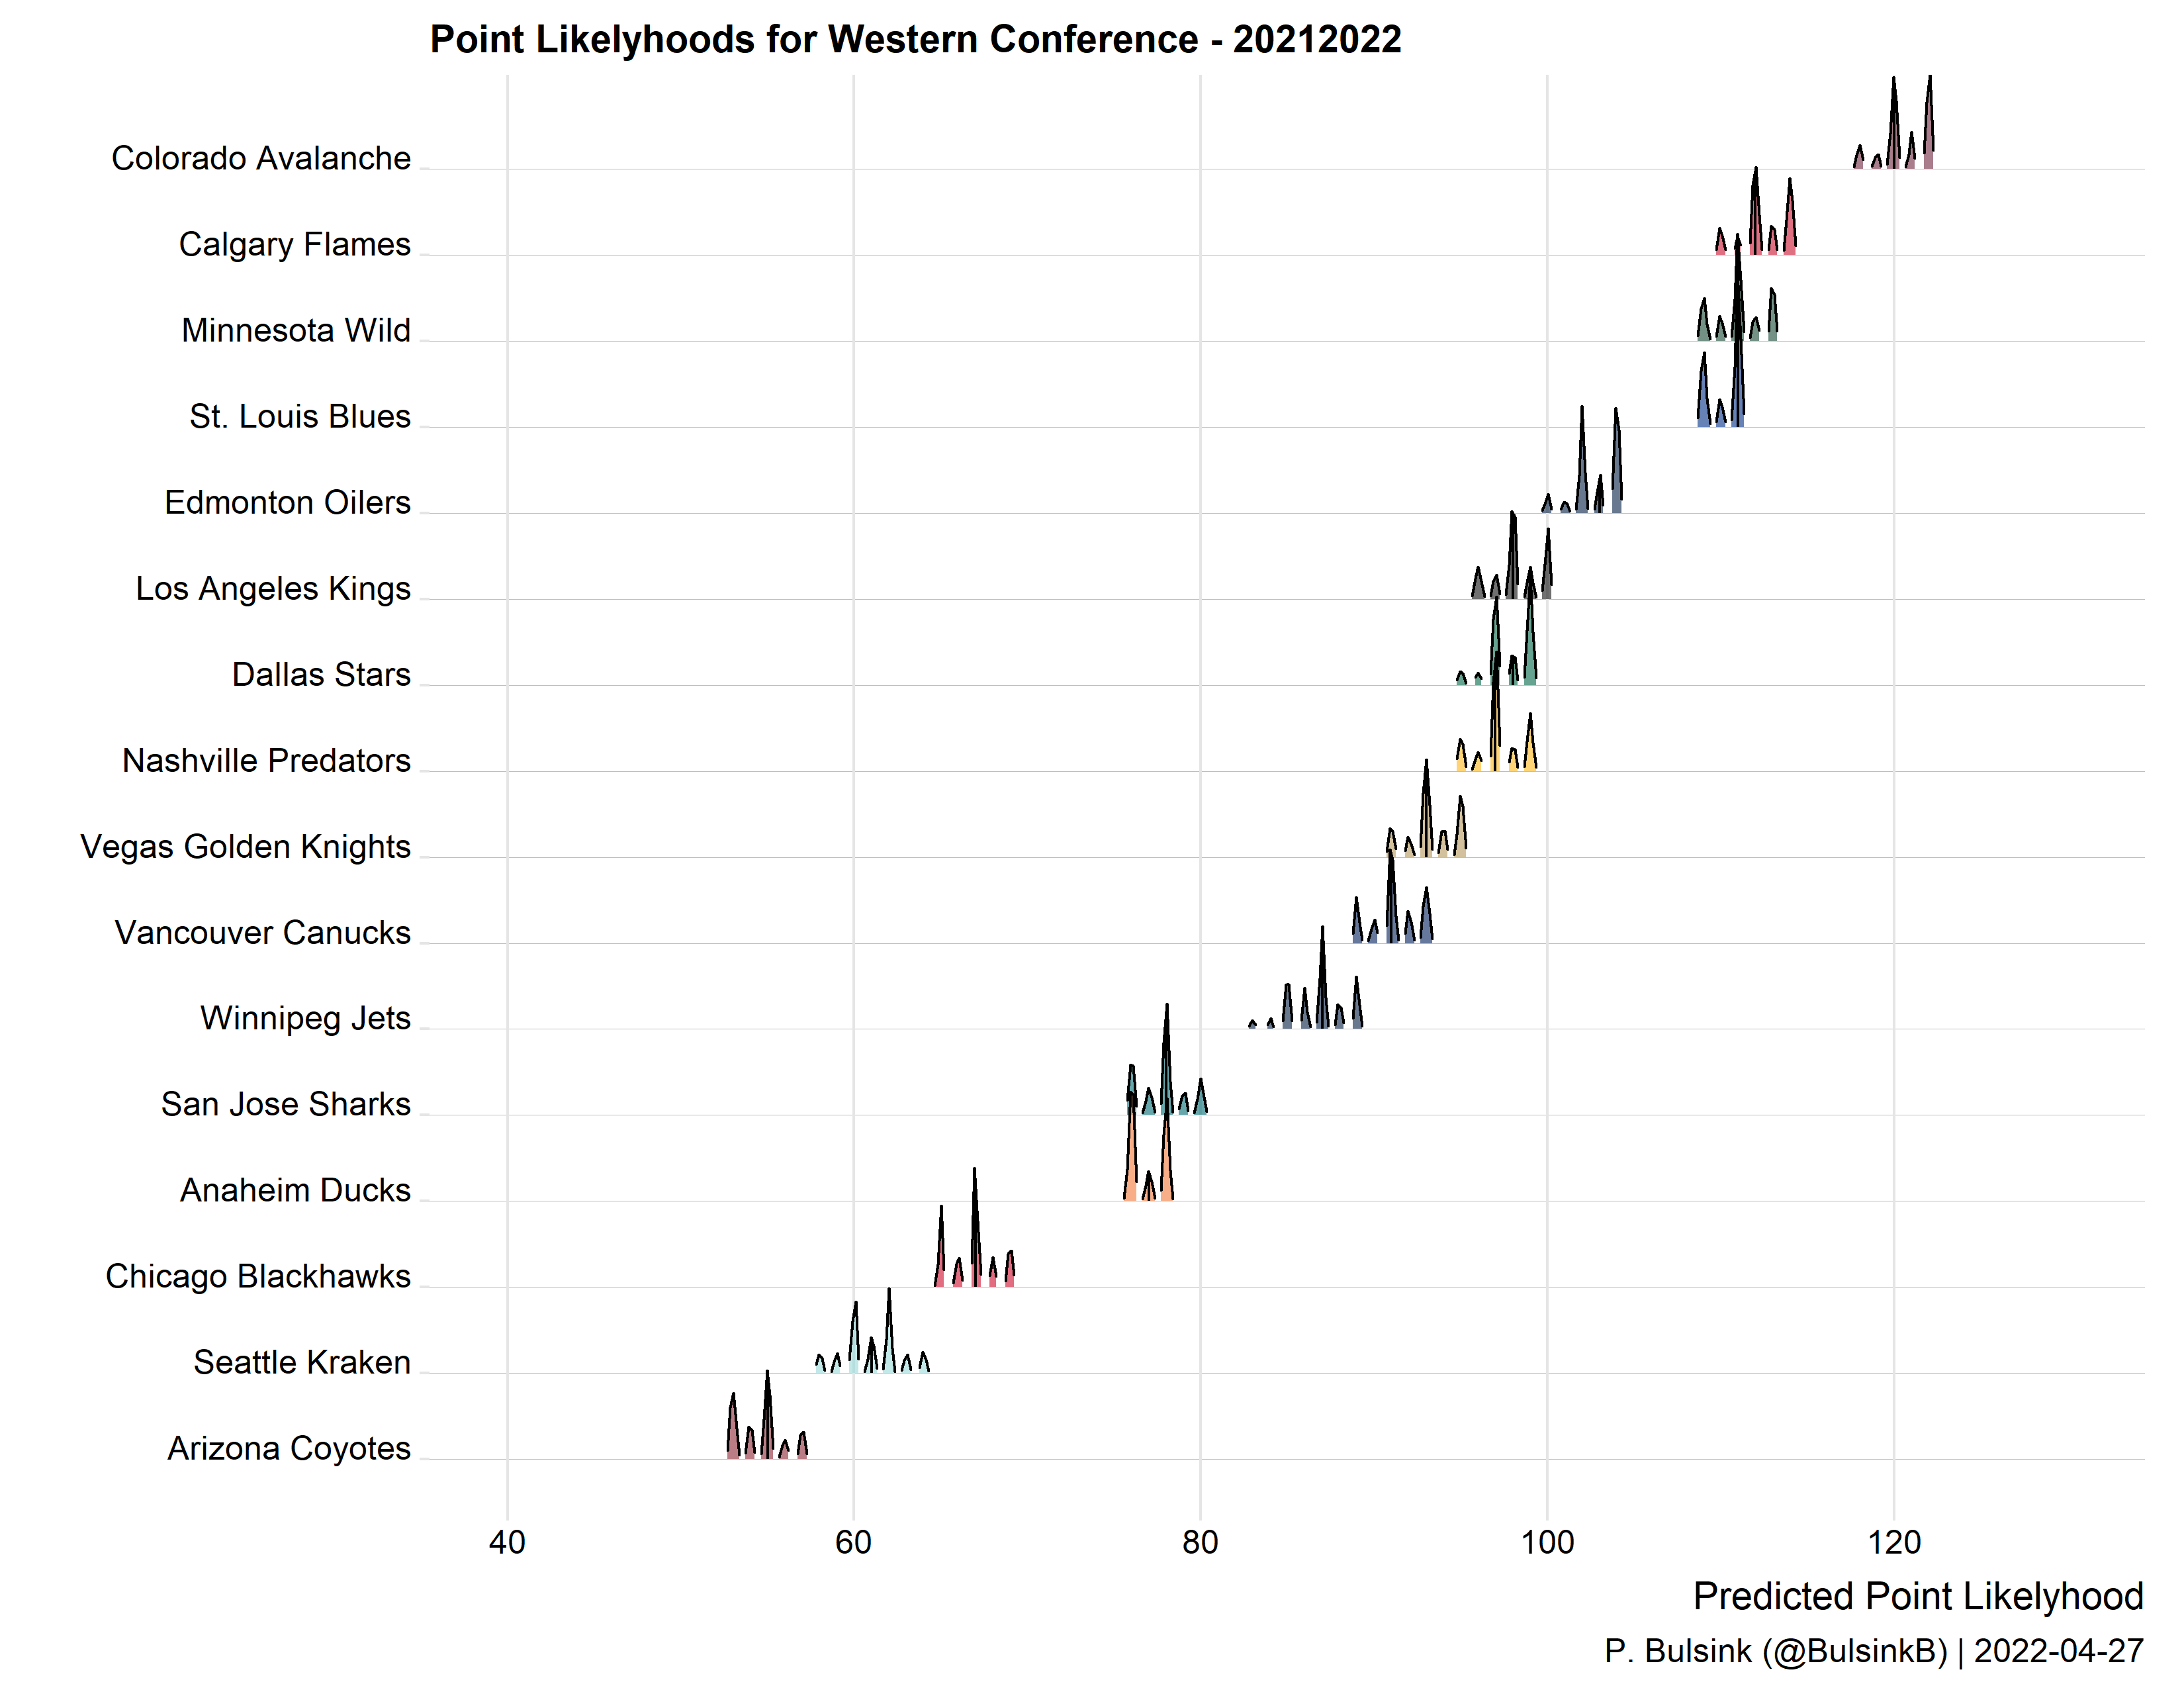 Point Likelyhoods for Western Conference - 20212022
Colorado Avalanche
Calgary Flames
Minnesota Wild
St. Louis Blues
Edmonton Oilers
Los Angeles Kings
Dallas Stars
Nashville Predators
Vegas Golden Knights
Vancouver Canucks
Winnipeg Jets
San Jose Sharks
Anaheim Ducks
Chicago Blackhawks
Seattle Kraken
Arizona Coyotes
40 60 80 100 120
Predicted Point Likelyhood
P. Bulsink (@BulsinkB) | 2022-04-27